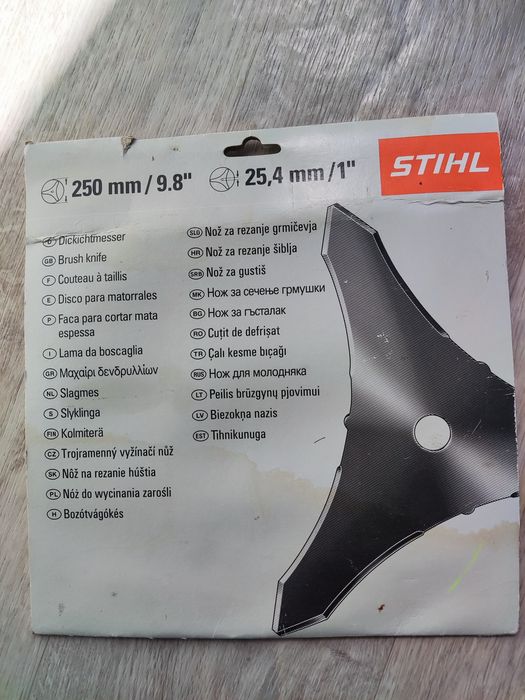 250 mm / 9.8"
25,4 mm/1"
STIHL
D Dickichtmesser
GB Brush knife
F Couteau à taillis
E Disco para matorrales
P Faca para cortar mata
espessa
I Lama da boscaglia
GR Μαχαίρι δενδρυλλίων
NL Slagmes
S Slyklinga
FIN Kolmiterä
CZ Trojramenný vyžínačí nůž
SK Nôž na rezanie húštia
PL Nóż do wycinania zarośli
H Bozótvágókés
SLO Nož za rezanje grmičevja
HR Nož za rezanje šiblja
SRB Nož za gustiš
MK Нож за сечење грмушки
BG Нож за гъсталак
RO Cuţit de defrişat
TR Çalı kesme bıçağı
RUS Нож для молодняка
LT Peilis brūzgynų pjovimui
LV Biezokņa nazis
EST Tihnikunuga